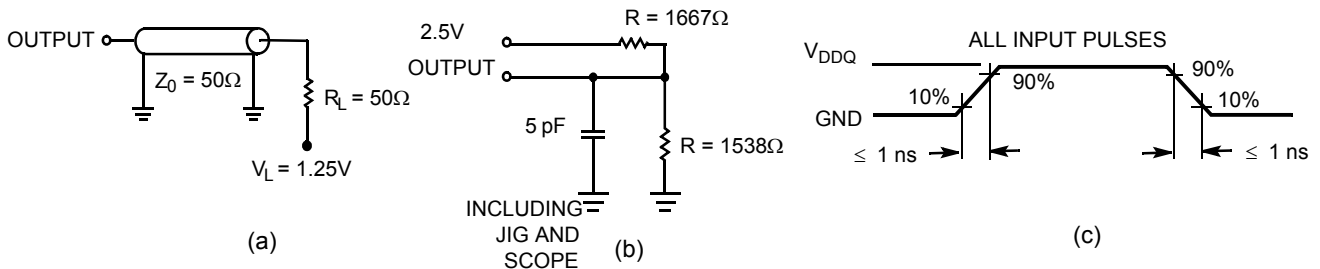 OUTPUT
Z0 = 50Ω
RL = 50Ω
VL = 1.25V
(a)
R = 1667Ω
2.5V
OUTPUT
5 pF
R = 1538Ω
INCLUDING
JIG AND
SCOPE
(b)
ALL INPUT PULSES
VDDQ
GND
10%
90%
90%
10%
≤ 1 ns
≤ 1 ns
(c)